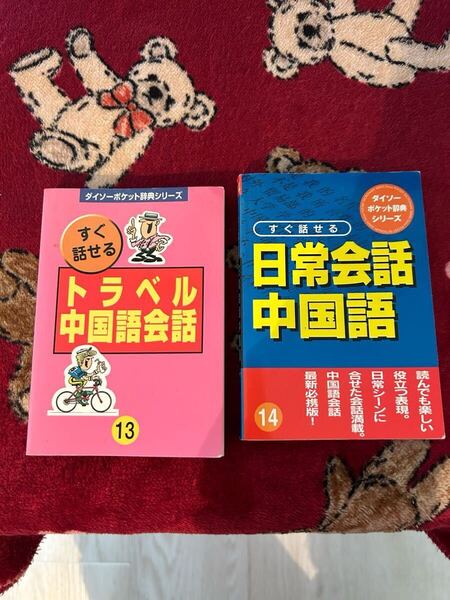 ダイソーポケット辞典シリーズ
すぐ
話せる
トラベル
中国語会話
13
ダイソー
ポケット辞典
シリーズ
すぐ話せる
日常会話
中国語
読んでも楽しい
役立つ表現。
日常シーンに
合せた会話満載。
中国語会話
最新必携版!
14